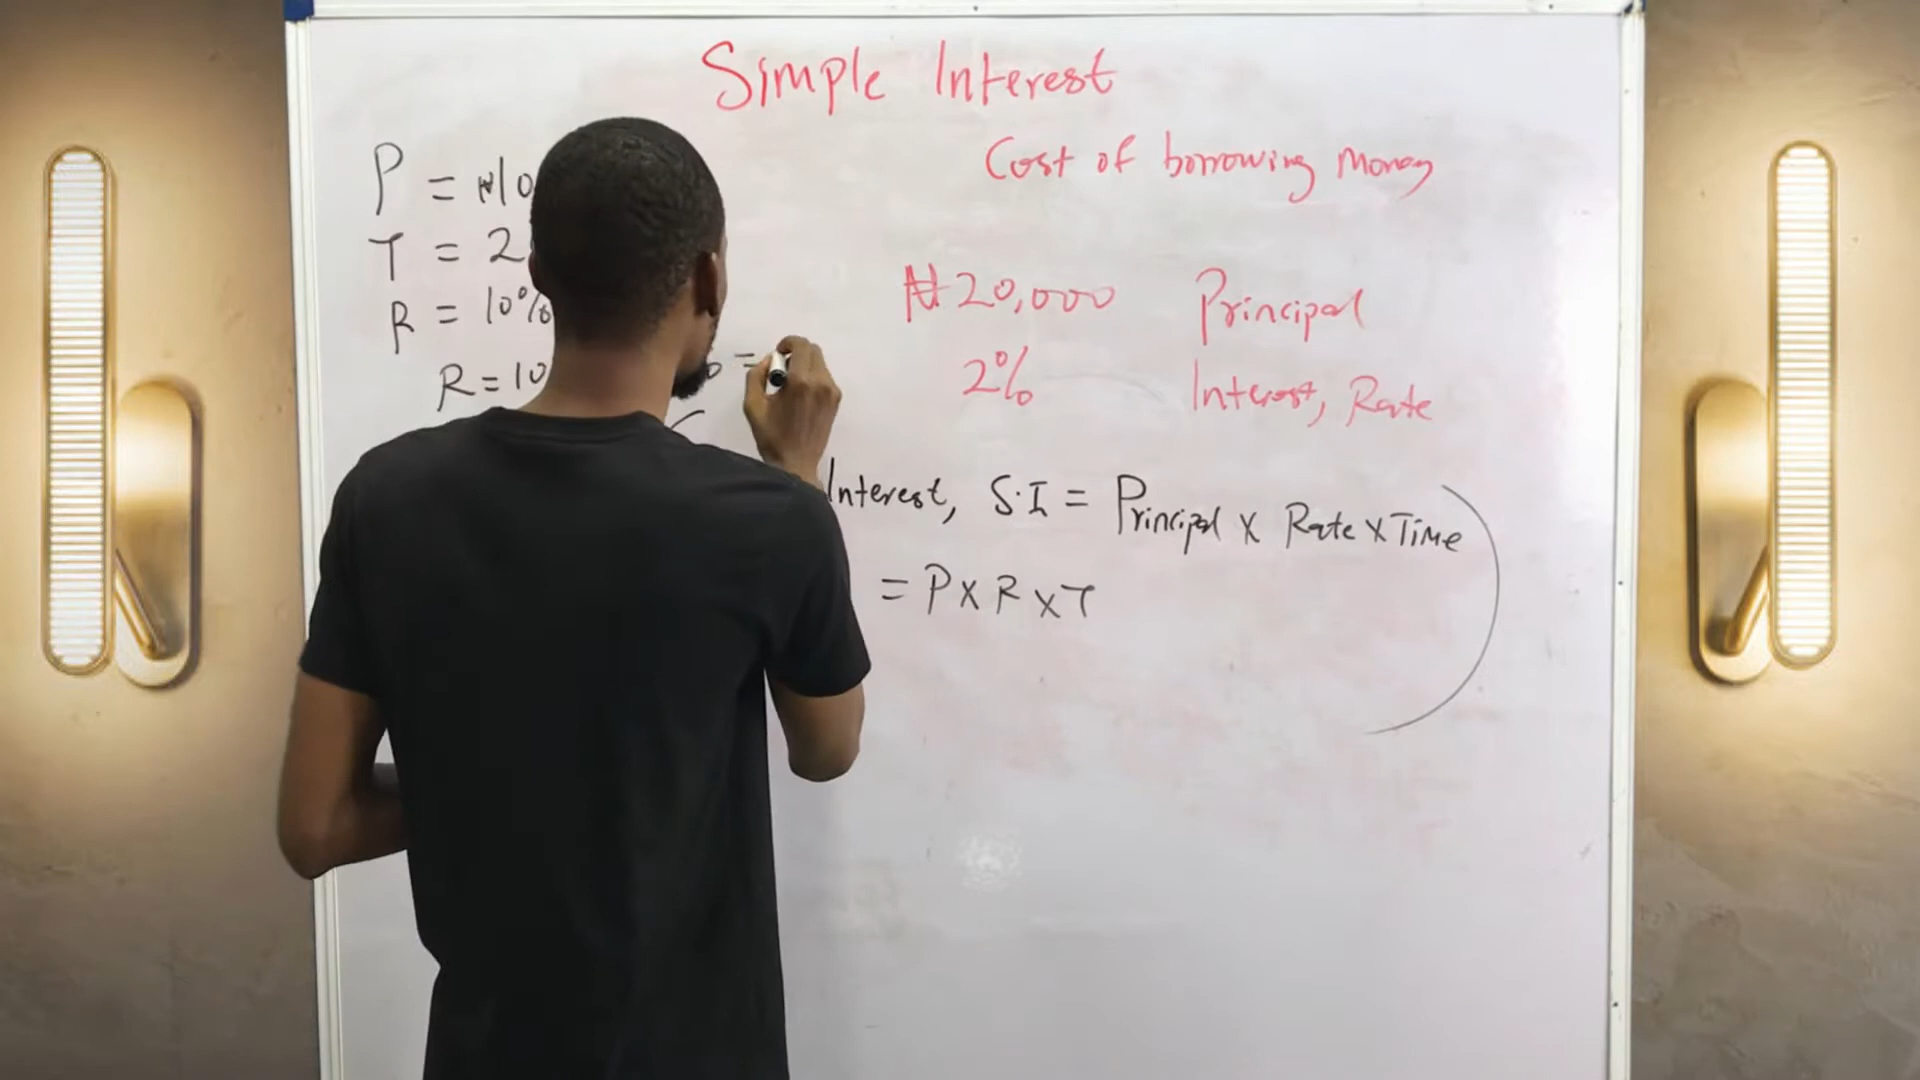 Simple Interest
Cost of borrowing Money
P = ₦10
T = 2
R = 10%
R = 10
₦20,000 Principal
2% Interest, Rate
Interest, S.I = Principal x Rate x Time
= P x R x T